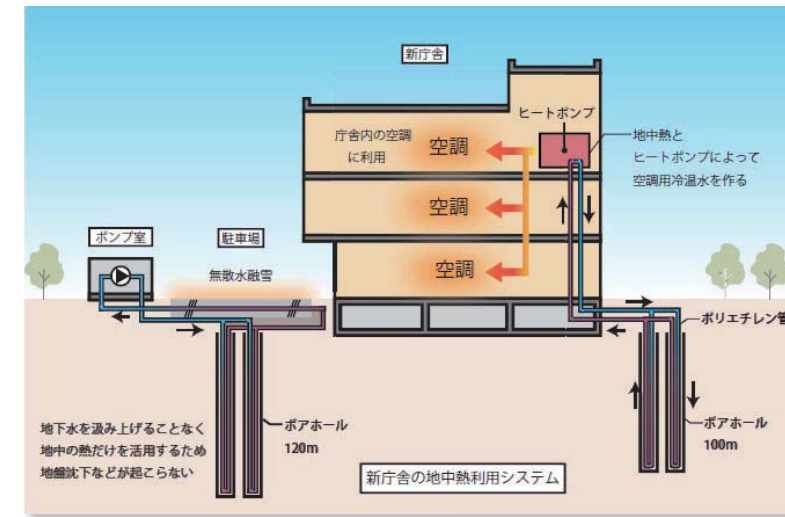 新庁舎
ヒートポンプ
庁舎内の空調
に利用
空調
地中熱と
ヒートポンプによって
空調用冷温水を作る
空調
ポンプ室
駐車場
無散水融雪
空調
ポリエチレン管
地下水を汲み上げることなく
地中の熱だけを活用するため
地盤沈下などが起こらない
ボアホール
120m
ボアホール
100m
新庁舎の地中熱利用システム